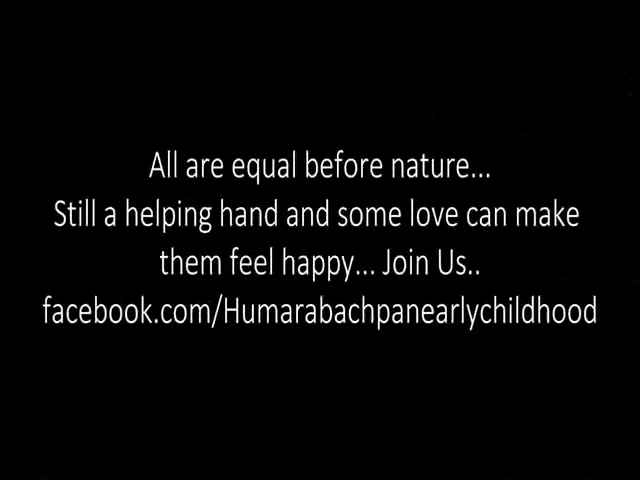 All are equal before nature...
Still a helping hand and some love can make
them feel happy... Join Us..
facebook.com/Humarabachpanearlychildhood